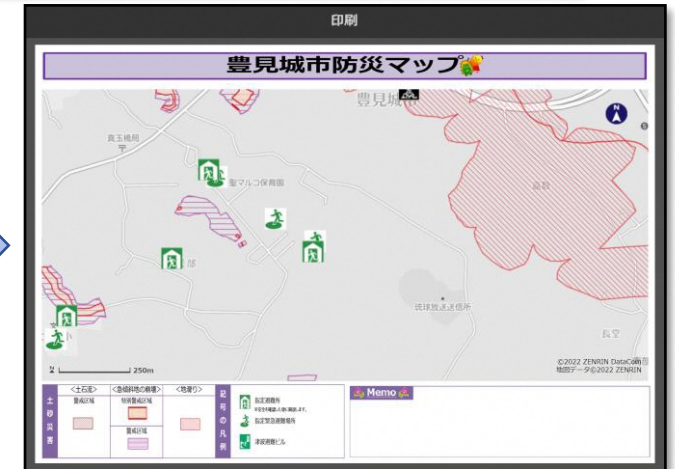 印刷
豊見城市防災マップ
豊見城市
N
真玉橋局
聖マルコ保育園
高安
部
琉球放送送信所
長堂
250m
©2022 ZENRIN DataCom
地図データ©2022 ZENRIN
土砂災害
<土石流>
警戒区域
<急傾斜地の崩壊>
特別警戒区域
警戒区域
<地滑り>
記号の凡例
指定避難所
指定緊急避難場所
津波避難ビル
Memo